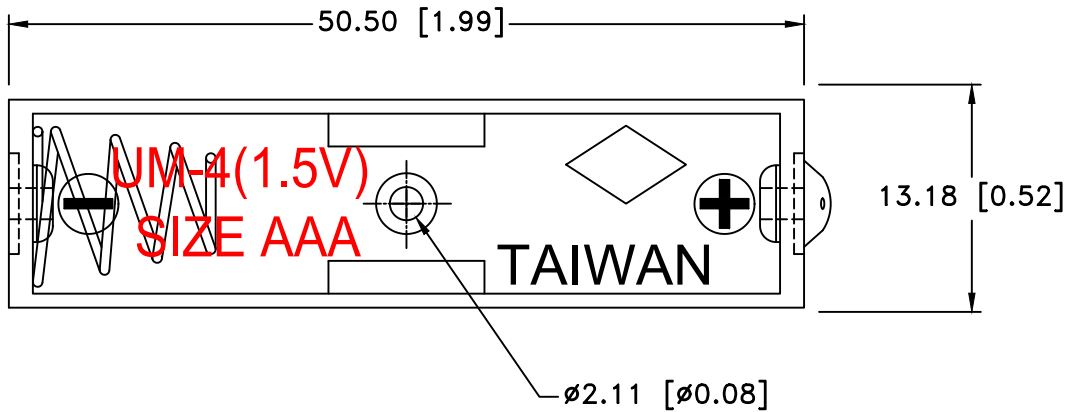 50.50 [1.99]
UM-4(1.5V)
SIZE AAA
TAIWAN
13.18 [0.52]
ø2.11 [ø0.08]